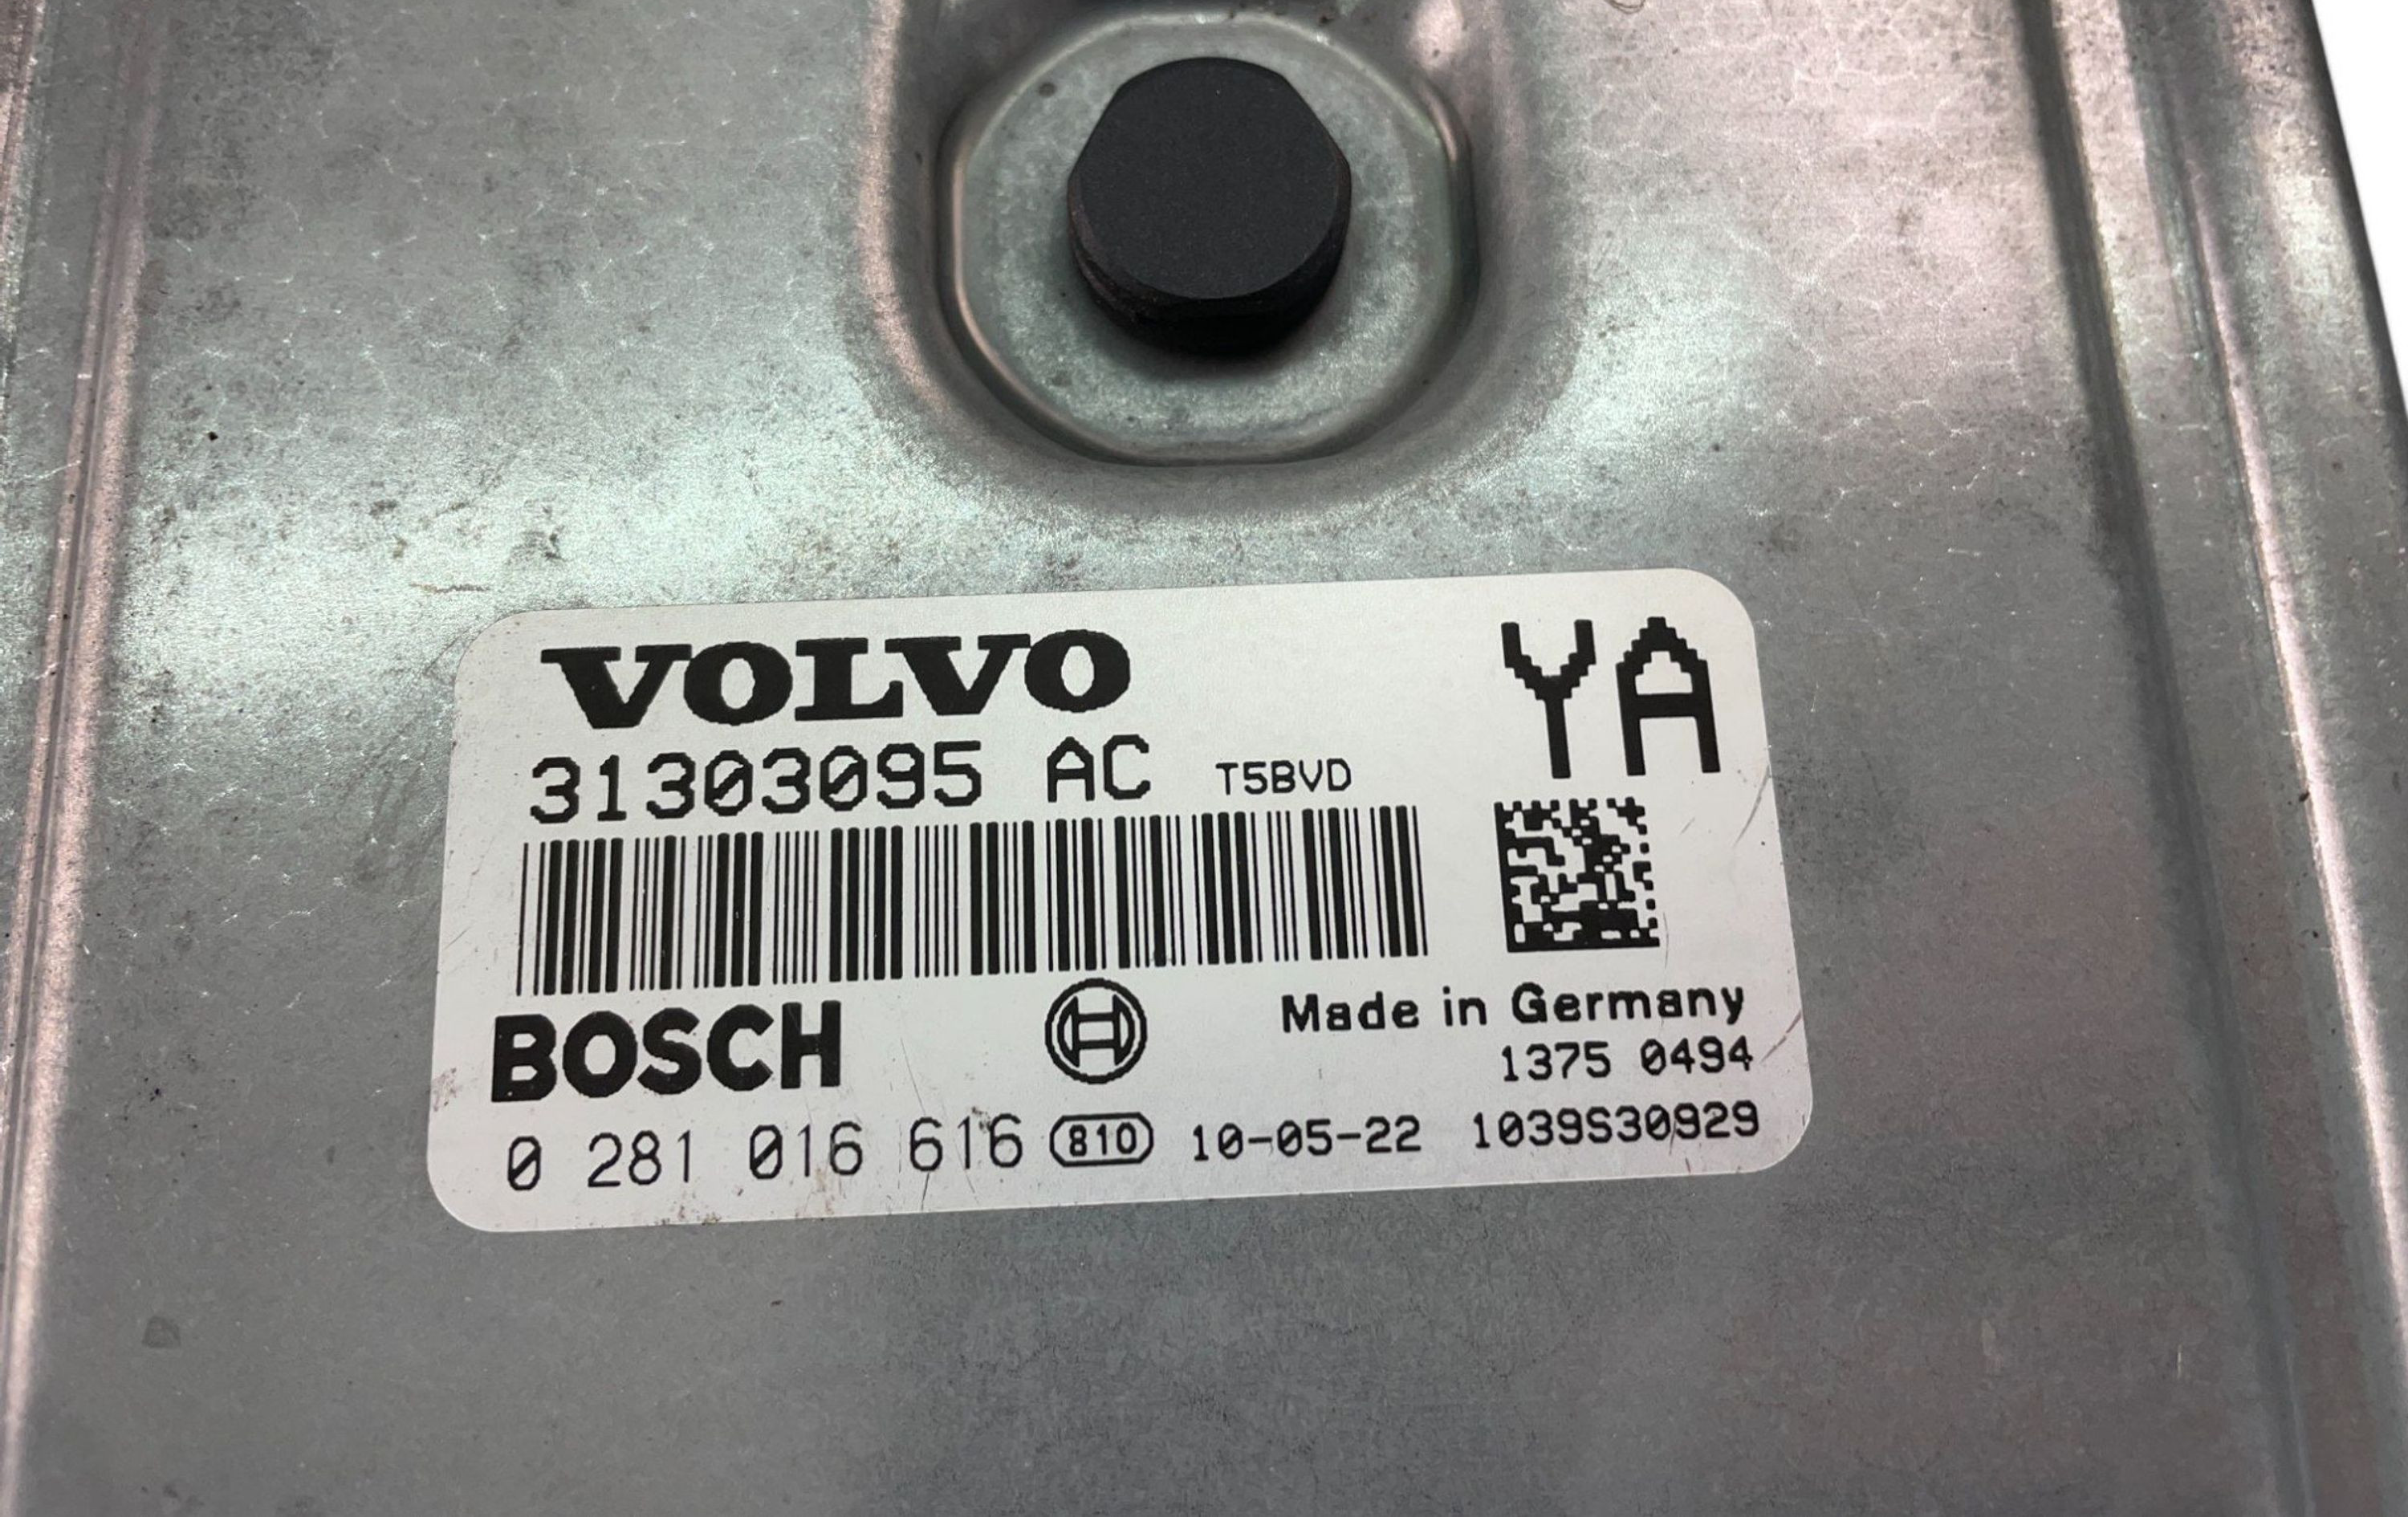 VOLVO
YA
31303095 AC T5BVD
BOSCH
Made in Germany
1375 0494
0 281 016 616 810 10-05-22 1039S30929